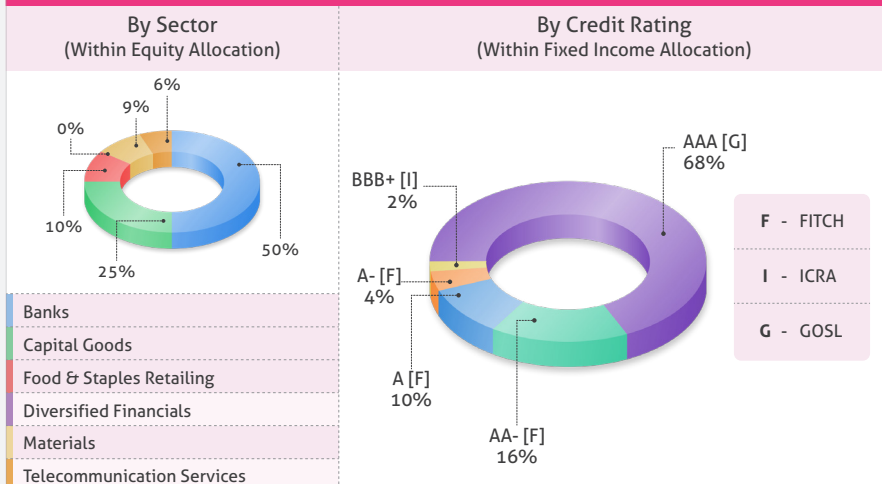 By Sector
(Within Equity Allocation)
6%
9%
0%
10%
25%
50%
Banks
Capital Goods
Food & Staples Retailing
Diversified Financials
Materials
Telecommunication Services
By Credit Rating
(Within Fixed Income Allocation)
AAA [G]
68%
BBB+ [I]
2%
A- [F]
4%
A [F]
10%
AA- [F]
16%
F - FITCH
I - ICRA
G - GOSL